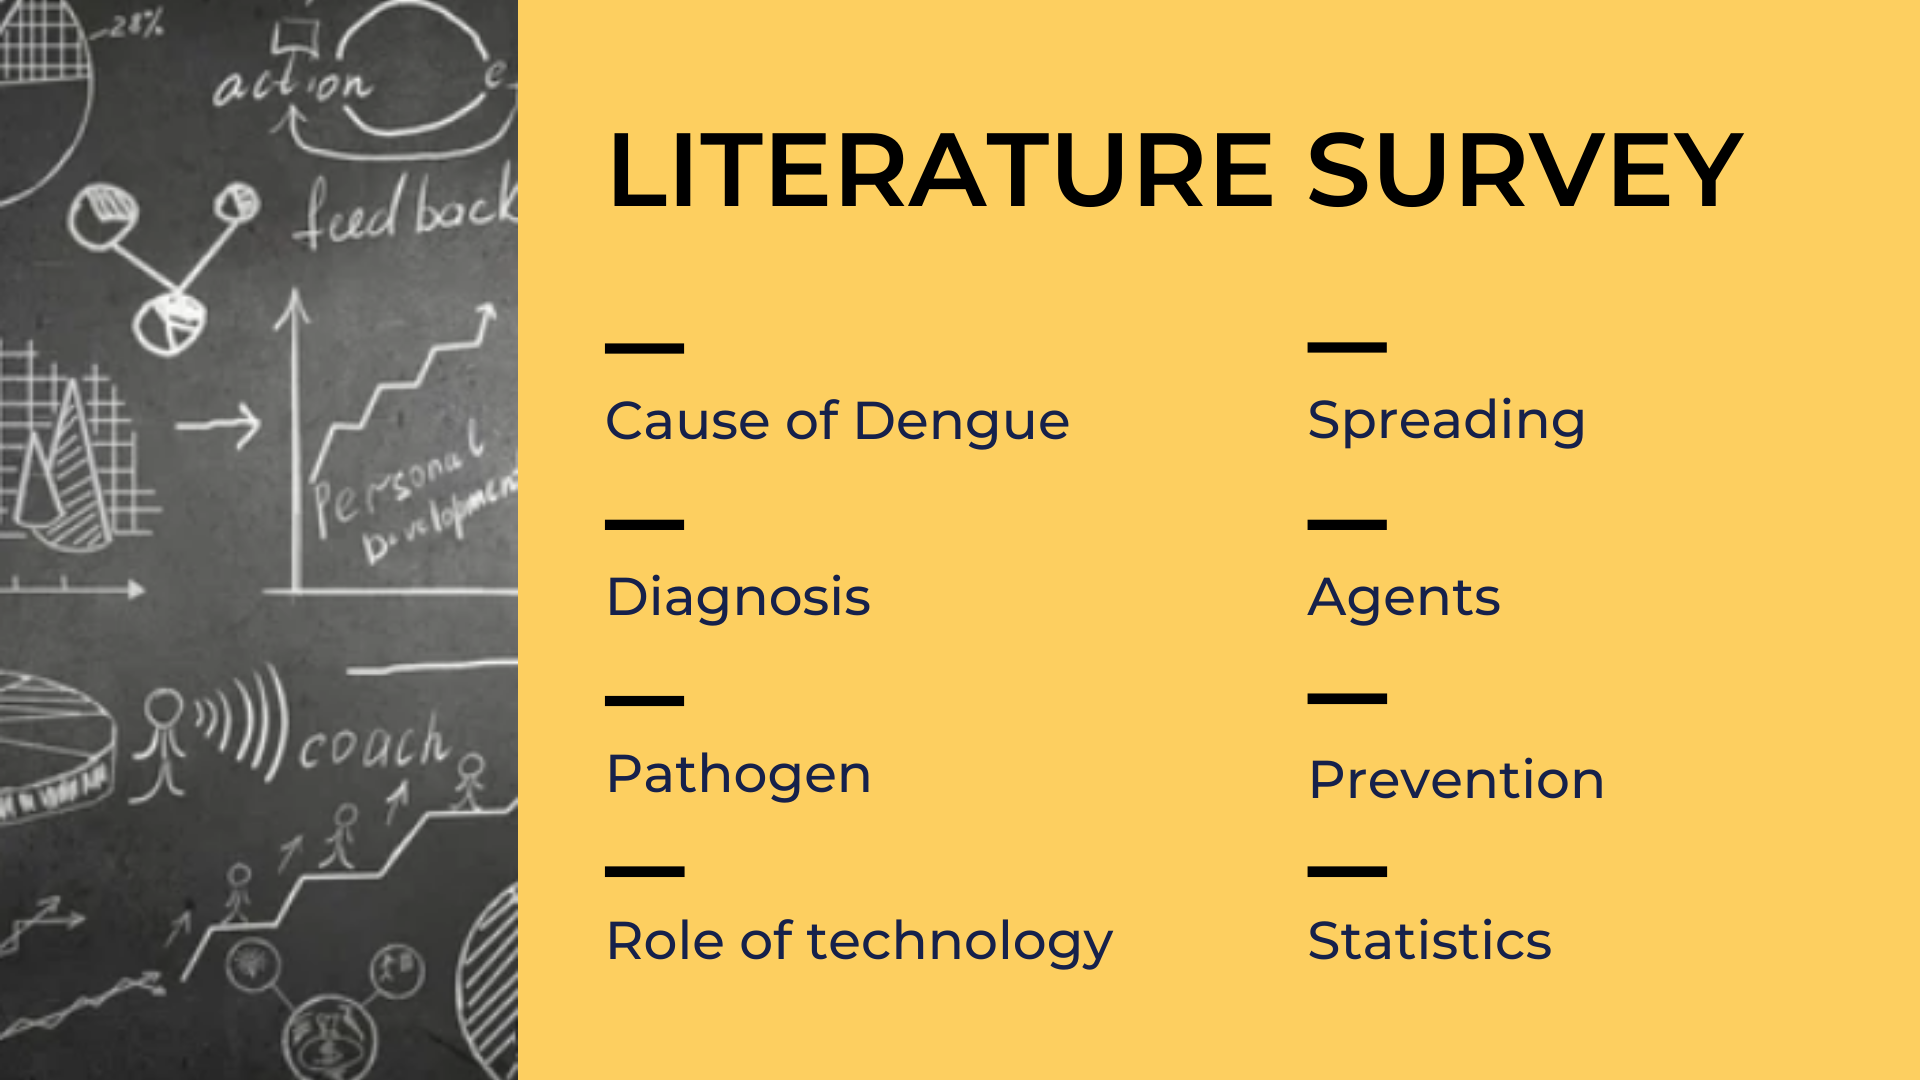 28%
action
feedback
Personal
Development
coach
LITERATURE SURVEY
Cause of Dengue
Spreading
Diagnosis
Agents
Pathogen
Prevention
Role of technology
Statistics